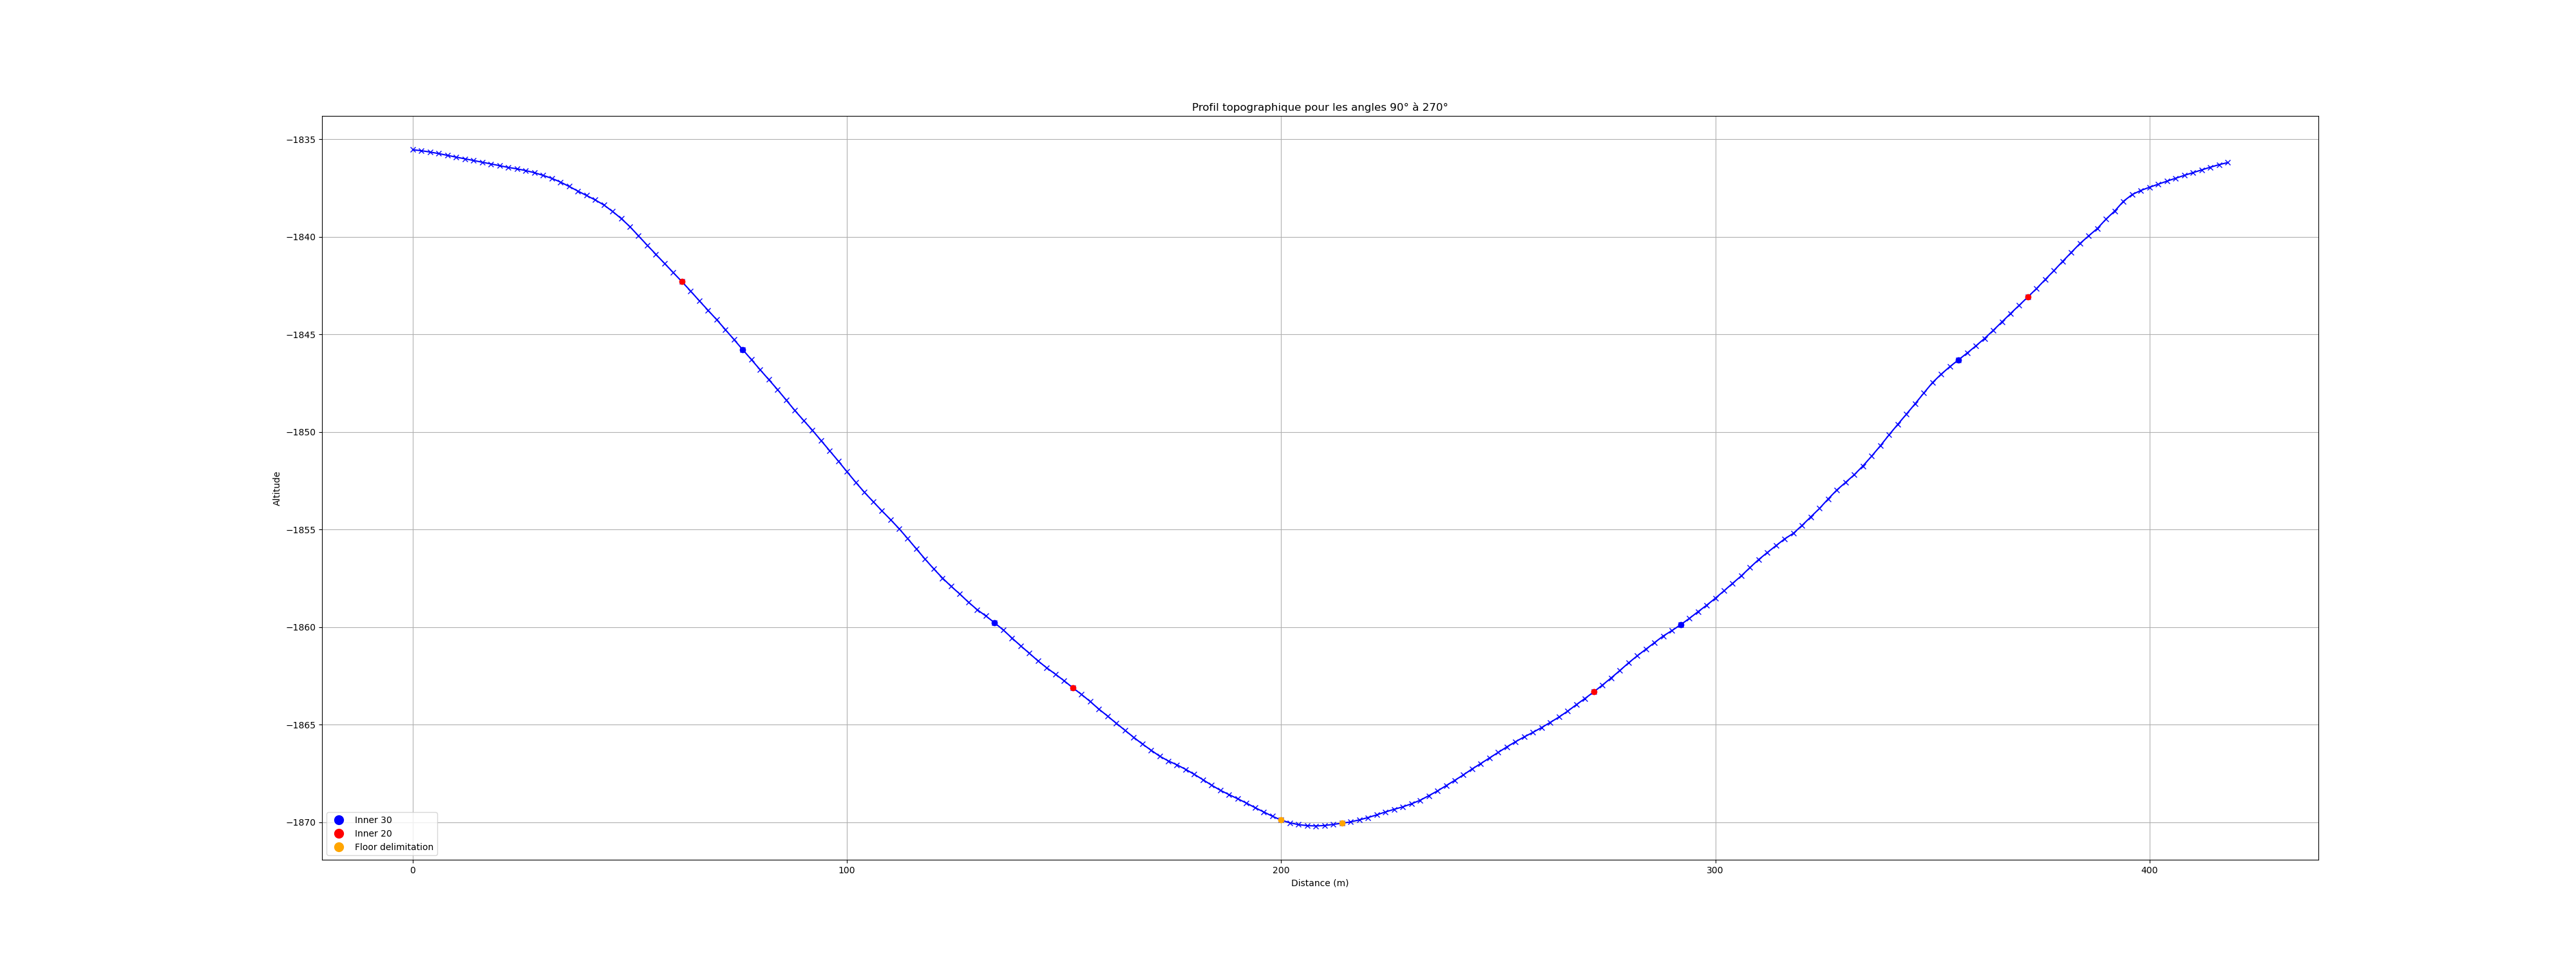 Profil topographique pour les angles 90° à 270°
−1835
−1840
−1845
−1850
−1855
−1860
−1865
−1870
Altitude
Inner 30
Inner 20
Floor delimitation
0 100 200 300 400
Distance (m)